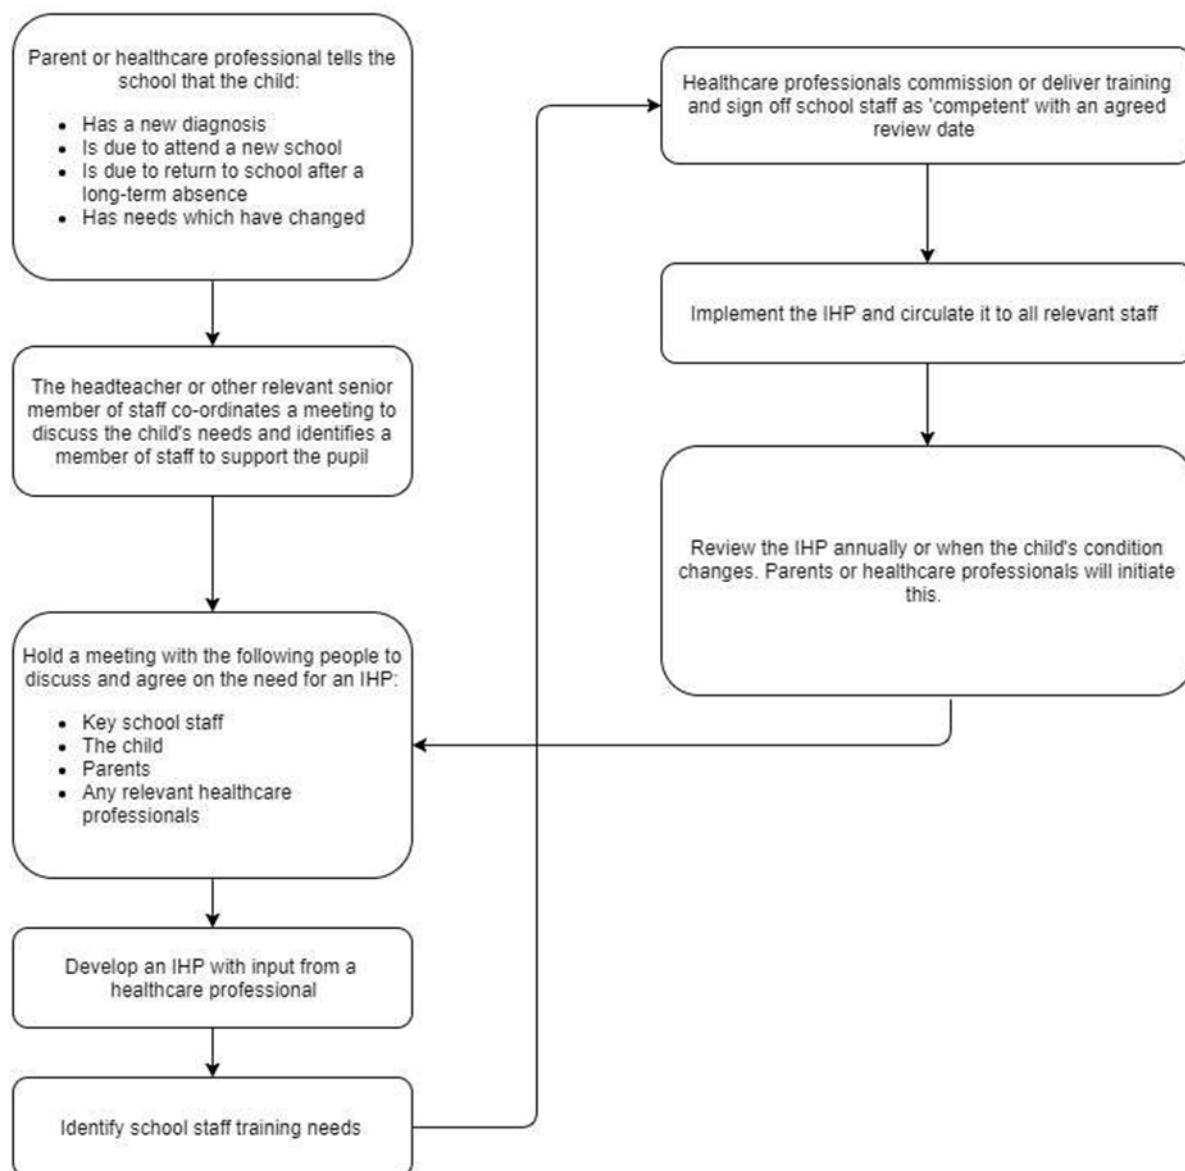 Parent or healthcare professional tells the
school that the child:
• Has a new diagnosis
• Is due to attend a new school
• Is due to return to school after a
long-term absence
• Has needs which have changed
The headteacher or other relevant senior
member of staff co-ordinates a meeting to
discuss the child's needs and identifies a
member of staff to support the pupil
Hold a meeting with the following people to
discuss and agree on the need for an IHP:
• Key school staff
• The child
• Parents
• Any relevant healthcare
professionals
Develop an IHP with input from a
healthcare professional
Identify school staff training needs
Healthcare professionals commission or deliver training
and sign off school staff as 'competent' with an agreed
review date
Implement the IHP and circulate it to all relevant staff
Review the IHP annually or when the child's condition
changes. Parents or healthcare professionals will initiate
this.